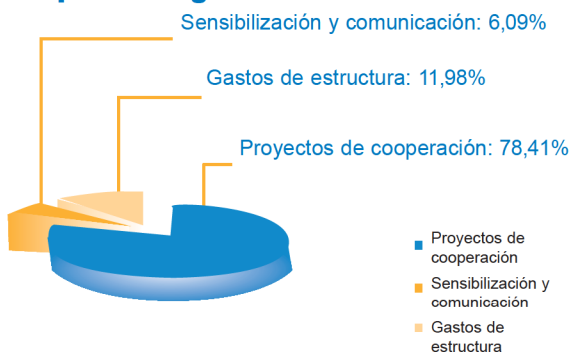 Sensibilización y comunicación: 6,09%
Gastos de estructura: 11,98%
Proyectos de cooperación: 78,41%
Proyectos de
cooperación
Sensibilización y
comunicación
Gastos de
estructura